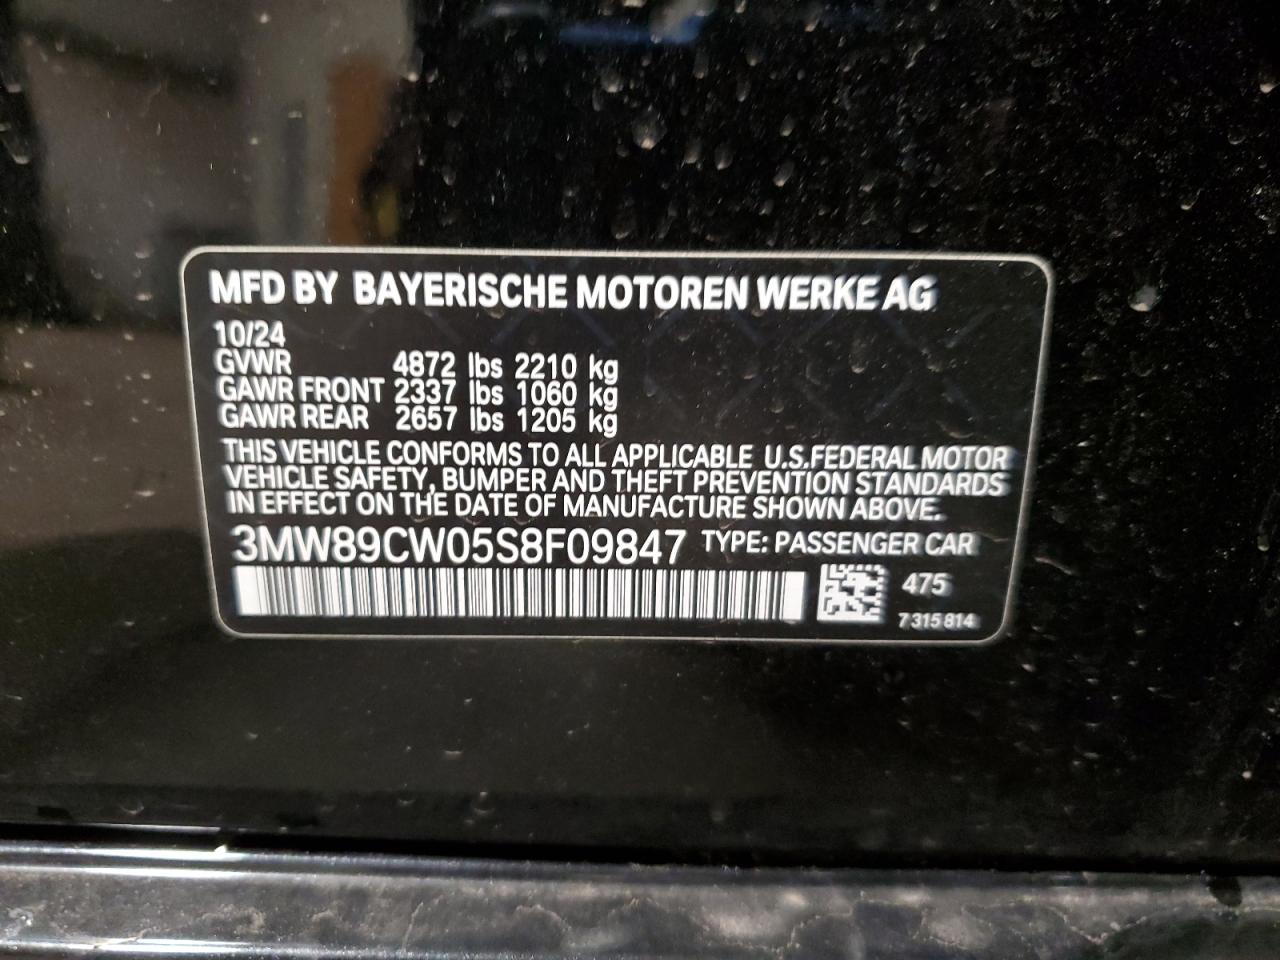 MFD BY BAYERISCHE MOTOREN WERKE AG
10/24
GVWR 4872 lbs 2210 kg
GAWR FRONT 2337 lbs 1060 kg
GAWR REAR 2657 lbs 1205 kg
THIS VEHICLE CONFORMS TO ALL APPLICABLE U.S.FEDERAL MOTOR
VEHICLE SAFETY, BUMPER AND THEFT PREVENTION STANDARDS
IN EFFECT ON THE DATE OF MANUFACTURE SHOWN ABOVE.
3MW89CW05S8F09847 TYPE: PASSENGER CAR
475
7 315 814